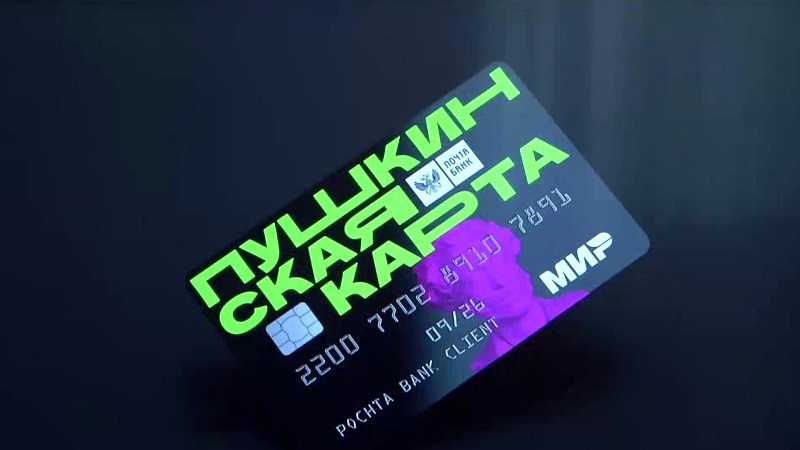 ПУШКИН
СКАЯ
ПОЧТА
БАНК
КАРТА
2200 7702 8910 7891
09/26
POCHTA BANK CLIENT
МИР